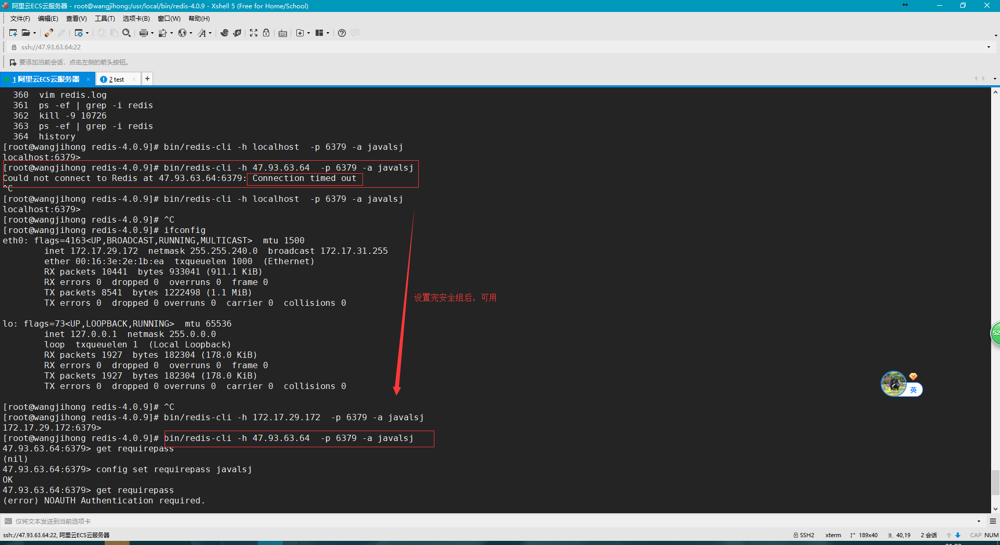 阿里云ECS云服务器 - root@wangjihong:/usr/local/bin/redis-4.0.9 - Xshell 5 (Free for Home/School)
文件(F) 编辑(E) 查看(V) 工具(T) 选项卡(B) 窗口(W) 帮助(H)
ssh://47.93.63.64:22
要添加当前会话，点击左侧的箭头按钮。
1 阿里云ECS云服务器 × 2 test × +
360 vim redis.log
361 ps -ef | grep -i redis
362 kill -9 10726
363 ps -ef | grep -i redis
364 history
[root@wangjihong redis-4.0.9]# bin/redis-cli -h localhost  -p 6379 -a javalsj
localhost:6379>
[root@wangjihong redis-4.0.9]# bin/redis-cli -h 47.93.63.64  -p 6379 -a javalsj
Could not connect to Redis at 47.93.63.64:6379: Connection timed out
^C
[root@wangjihong redis-4.0.9]# bin/redis-cli -h localhost  -p 6379 -a javalsj
localhost:6379>
[root@wangjihong redis-4.0.9]# ^C
[root@wangjihong redis-4.0.9]# ifconfig
eth0: flags=4163<UP,BROADCAST,RUNNING,MULTICAST>  mtu 1500
inet 172.17.29.172  netmask 255.255.240.0  broadcast 172.17.31.255
ether 00:16:3e:2e:1b:ea  txqueuelen 1000  (Ethernet)
RX packets 10441  bytes 933041 (911.1 KiB)
RX errors 0  dropped 0  overruns 0  frame 0
TX packets 8541  bytes 1222498 (1.1 MiB)
TX errors 0  dropped 0 overruns 0  carrier 0  collisions 0
设置完安全组后，可用
lo: flags=73<UP,LOOPBACK,RUNNING>  mtu 65536
inet 127.0.0.1  netmask 255.0.0.0
loop  txqueuelen 1  (Local Loopback)
RX packets 1927  bytes 182304 (178.0 KiB)
RX errors 0  dropped 0  overruns 0  frame 0
TX packets 1927  bytes 182304 (178.0 KiB)
TX errors 0  dropped 0 overruns 0  carrier 0  collisions 0
52
英
[root@wangjihong redis-4.0.9]# ^C
[root@wangjihong redis-4.0.9]# bin/redis-cli -h 172.17.29.172  -p 6379 -a javalsj
172.17.29.172:6379>
[root@wangjihong redis-4.0.9]# bin/redis-cli -h 47.93.63.64  -p 6379 -a javalsj
47.93.63.64:6379> get requirepass
(nil)
47.93.63.64:6379> config set requirepass javalsj
OK
47.93.63.64:6379> get requirepass
(error) NOAUTH Authentication required.
仅将文本发送到当前选项卡
ssh://47.93.63.64:22, 阿里云ECS云服务器 SSH2 xterm 189x40 40,19 2 会话 CAP NUM